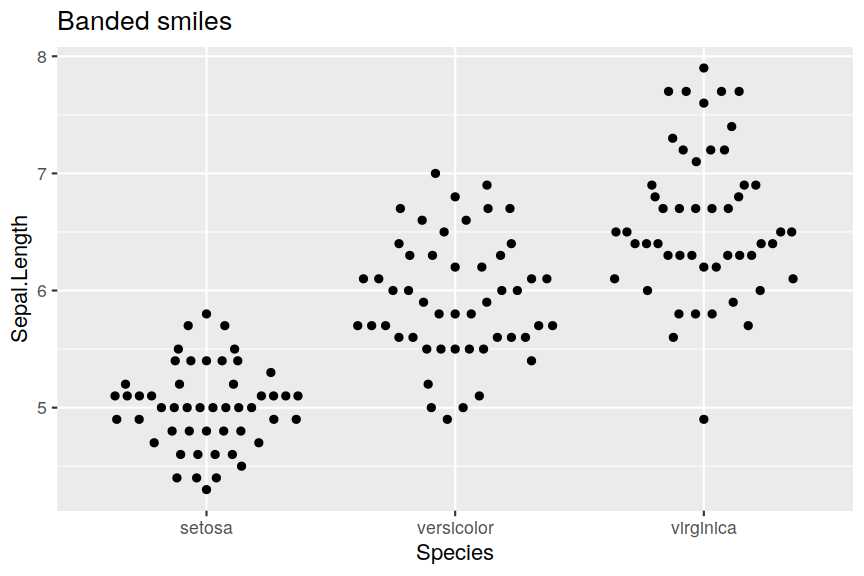 Banded smiles
8
7
6
5
Sepal.Length
setosa
versicolor
virginica
Species